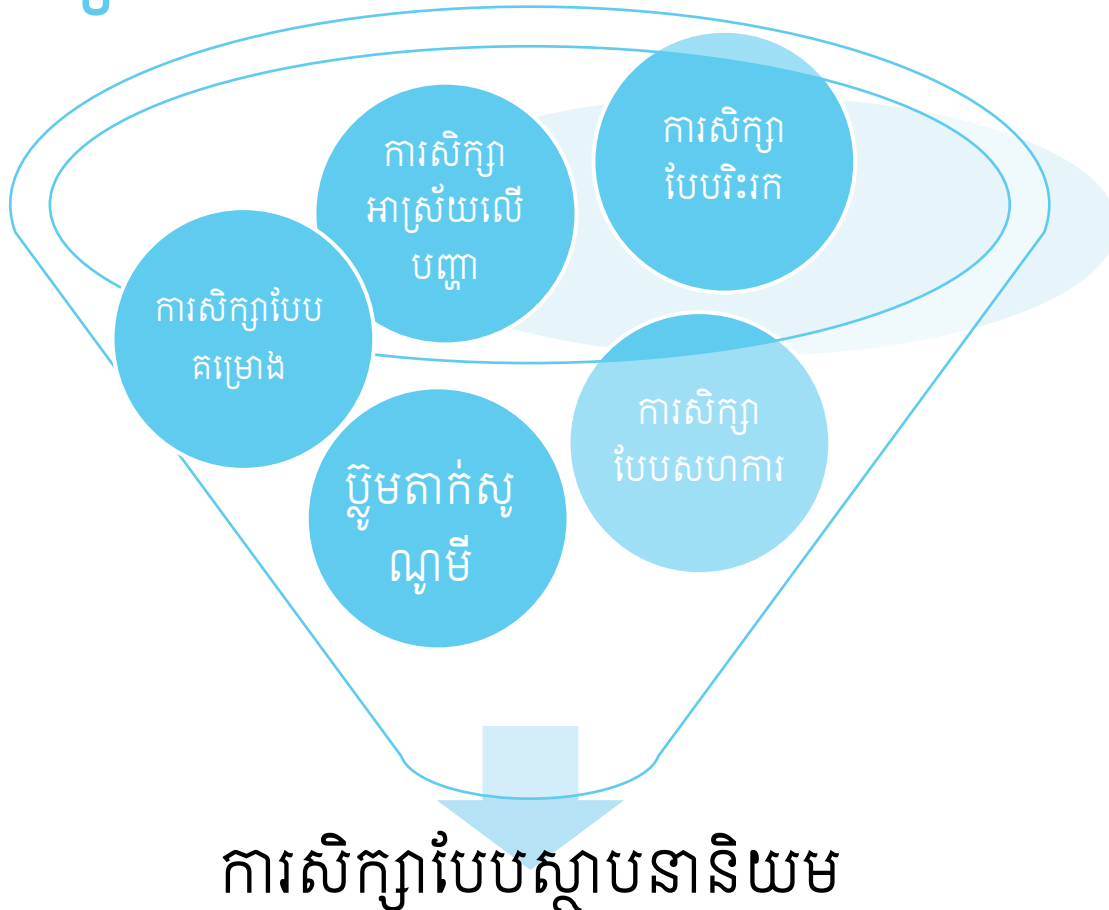 ការសិក្សា
អាស្រ័យលើ
បញ្ហា
ការសិក្សា
បែបរិះរក
ការសិក្សាបែប
គម្រោង
ការសិក្សា
បែបសហការ
ប្លូមតាក់សូ
ណូមី
ការសិក្សាបែបស្ថាបនានិយម